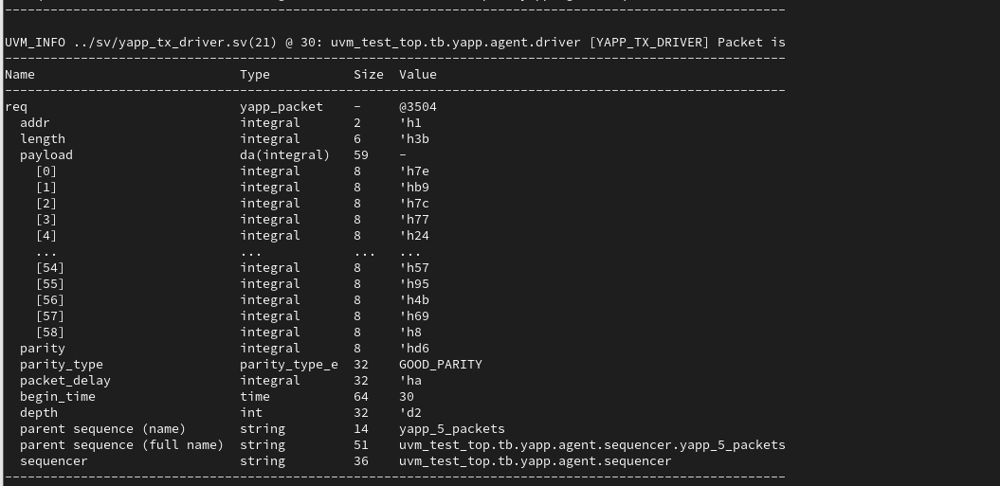 UVM_INFO ../sv/yapp_tx_driver.sv(21) @ 30: uvm_test_top.tb.yapp.agent.driver [YAPP_TX_DRIVER] Packet is
--------------------------------------------------------------------------------------------------------
Name                           Type           Size  Value
--------------------------------------------------------------------------------------------------------
req                            yapp_packet    -     @3504
  addr                         integral       2     'h1
  length                       integral       6     'h3b
  payload                      da(integral)   59    -
    [0]                        integral       8     'h7e
    [1]                        integral       8     'hb9
    [2]                        integral       8     'h7c
    [3]                        integral       8     'h77
    [4]                        integral       8     'h24
    ...                        ...            ...   ...
    [54]                       integral       8     'h57
    [55]                       integral       8     'h95
    [56]                       integral       8     'h4b
    [57]                       integral       8     'h69
    [58]                       integral       8     'h8
  parity                       integral       8     'hd6
  parity_type                  parity_type_e  32    GOOD_PARITY
  packet_delay                 integral       32    'ha
  begin_time                   time           64    30
  depth                        int            32    'd2
  parent sequence (name)       string         14    yapp_5_packets
  parent sequence (full name)  string         51    uvm_test_top.tb.yapp.agent.sequencer.yapp_5_packets
  sequencer                    string         36    uvm_test_top.tb.yapp.agent.sequencer
--------------------------------------------------------------------------------------------------------